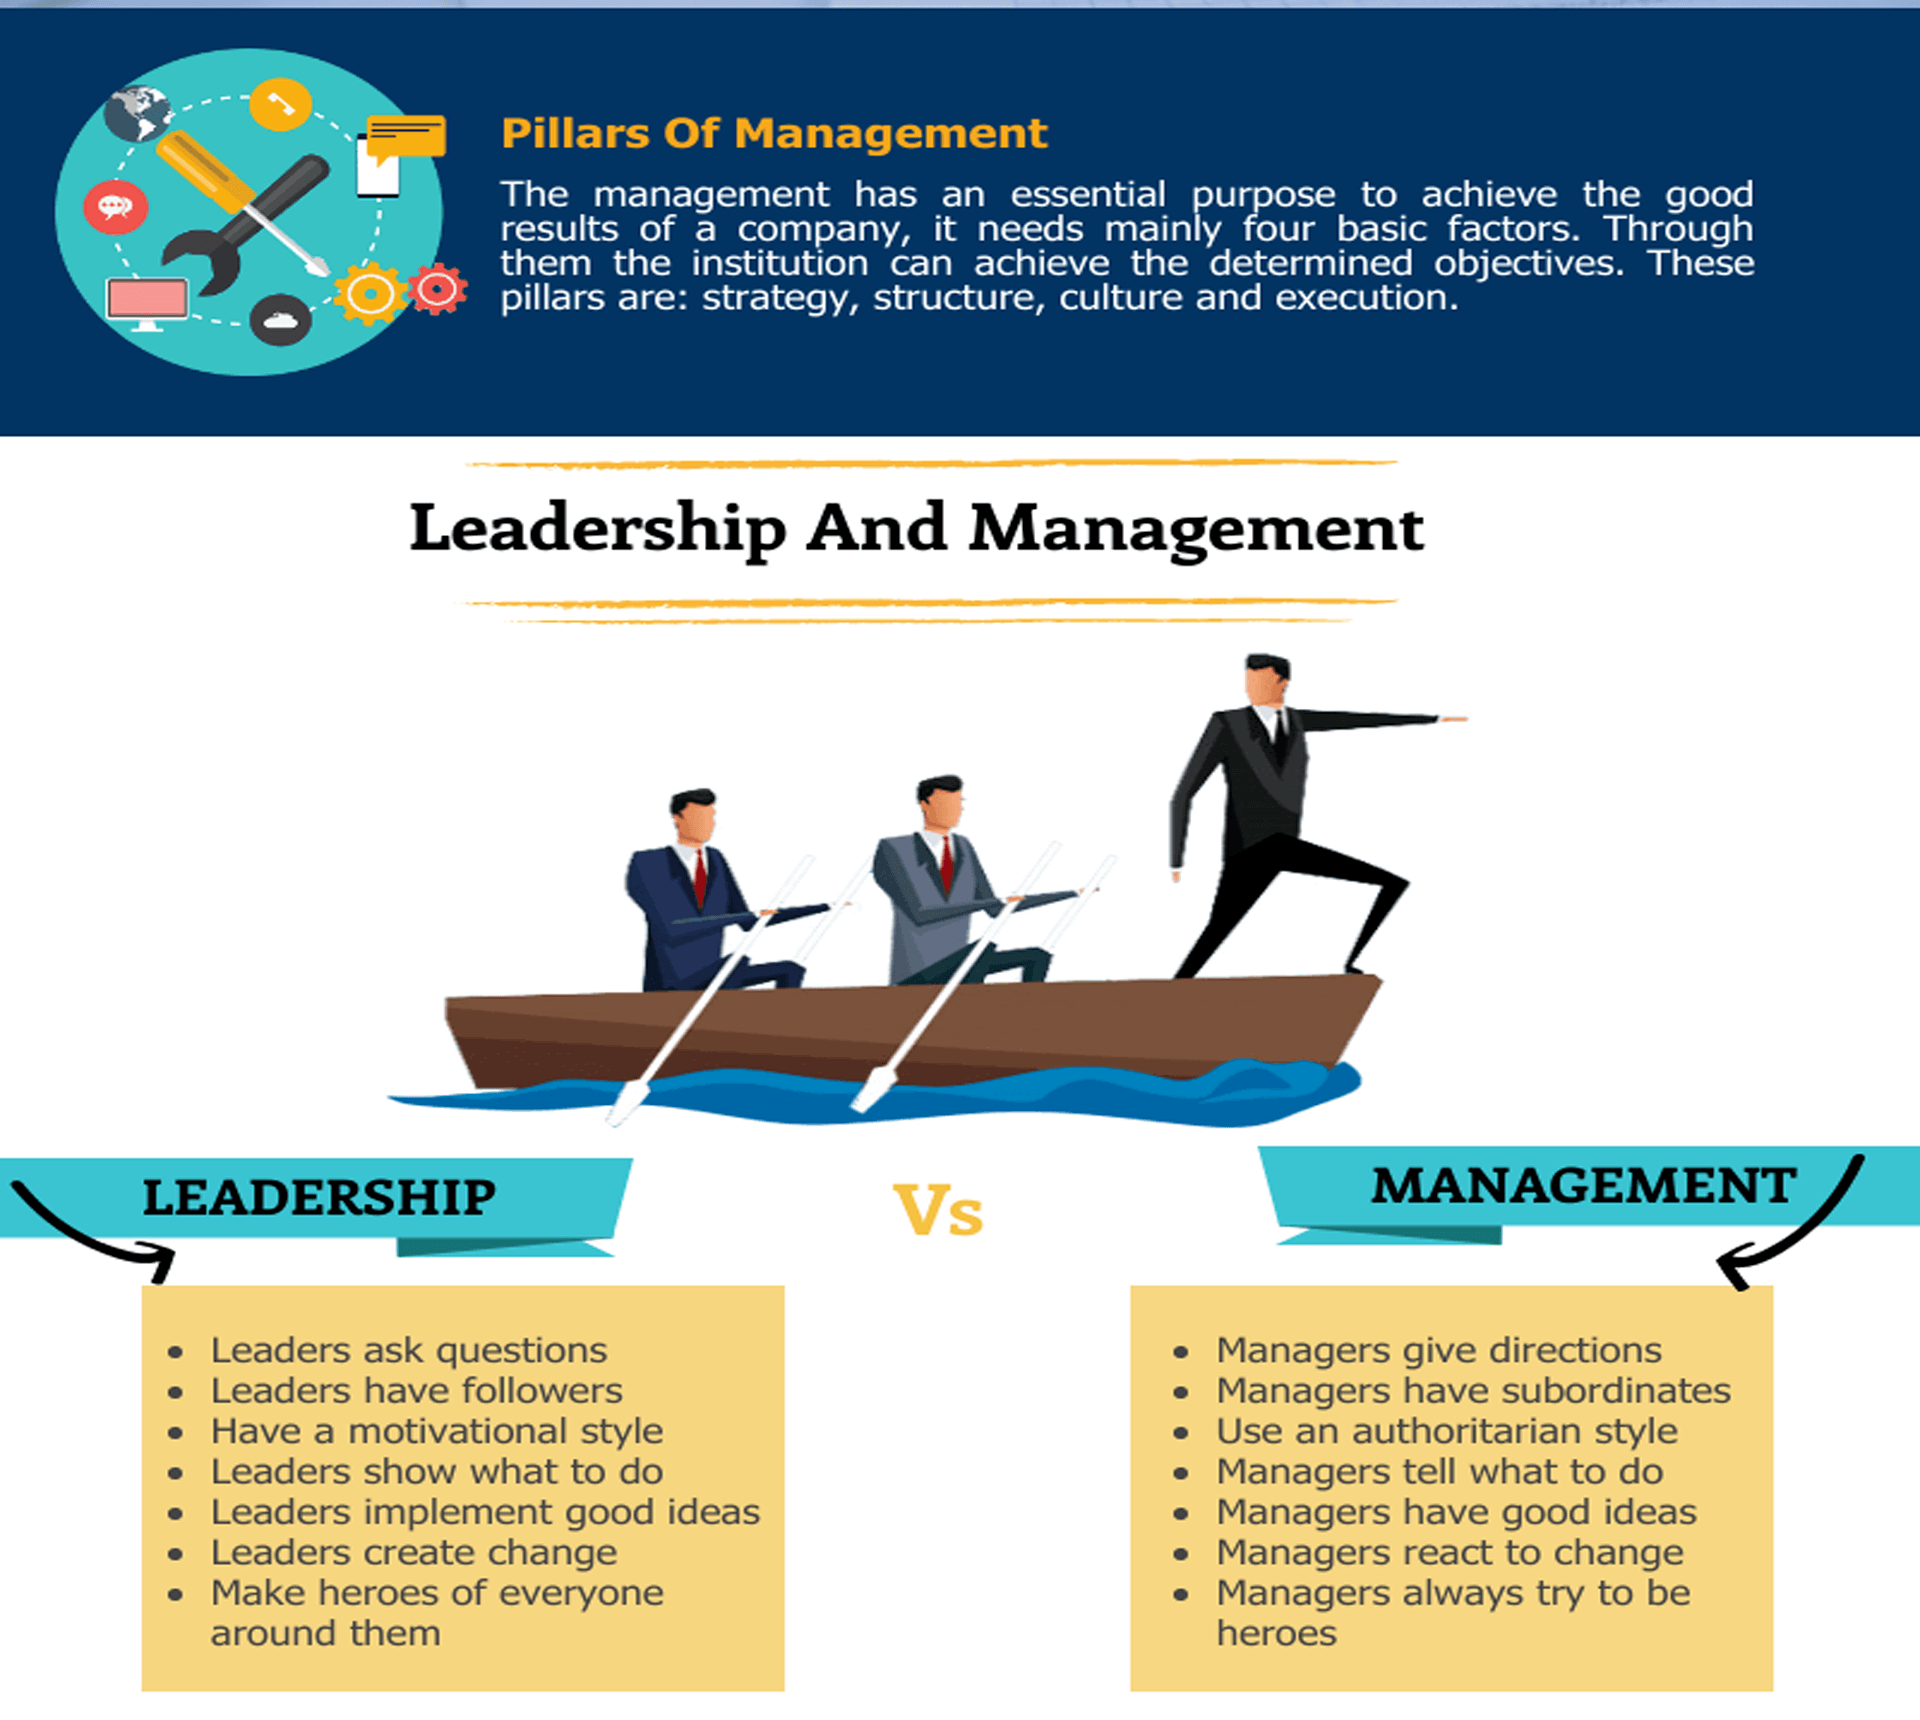 Pillars Of Management
The management has an essential purpose to achieve the good
results of a company, it needs mainly four basic factors. Through
them the institution can achieve the determined objectives. These
pillars are: strategy, structure, culture and execution.
Leadership And Management
LEADERSHIP
Vs
MANAGEMENT
• Leaders ask questions
• Leaders have followers
• Have a motivational style
• Leaders show what to do
• Leaders implement good ideas
• Leaders create change
• Make heroes of everyone
around them
• Managers give directions
• Managers have subordinates
• Use an authoritarian style
• Managers tell what to do
• Managers have good ideas
• Managers react to change
• Managers always try to be
heroes